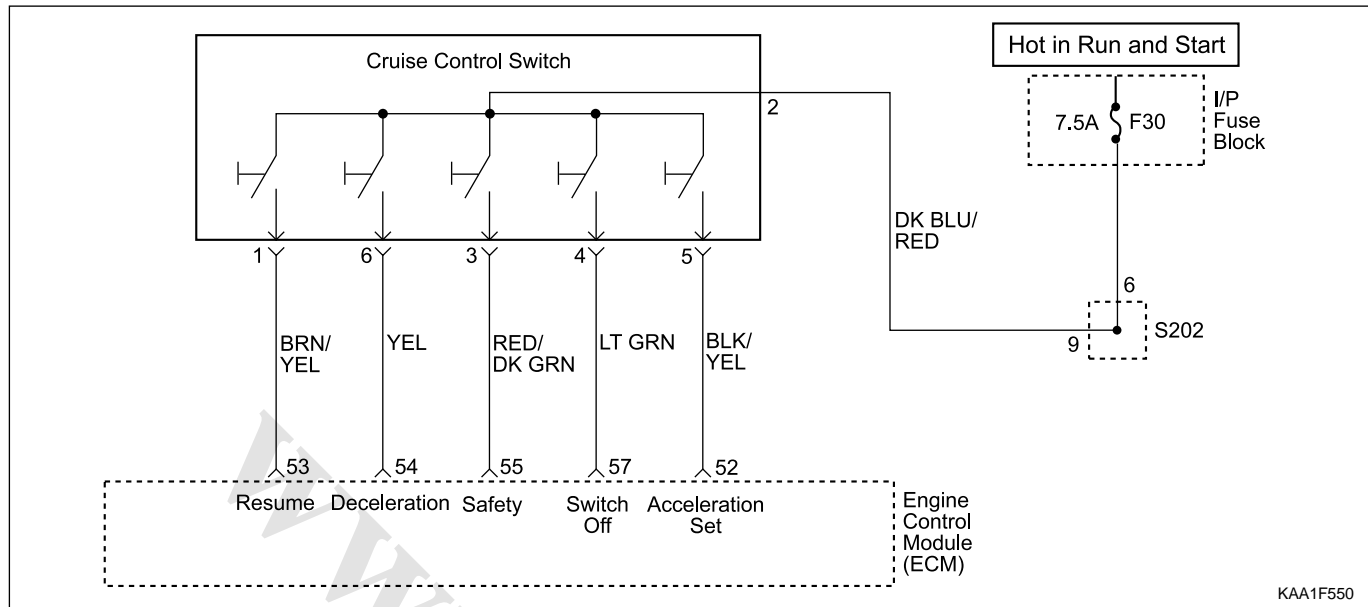 Cruise Control Switch
Hot in Run and Start
2
7.5A
F30
I/P
Fuse
Block
DK BLU/
RED
1
6
3
4
5
6
S202
9
BRN/
YEL
YEL
RED/
DK GRN
LT GRN
BLK/
YEL
53
54
55
57
52
Resume
Deceleration
Safety
Switch
Off
Acceleration
Set
Engine
Control
Module
(ECM)
WW
KAA1F550